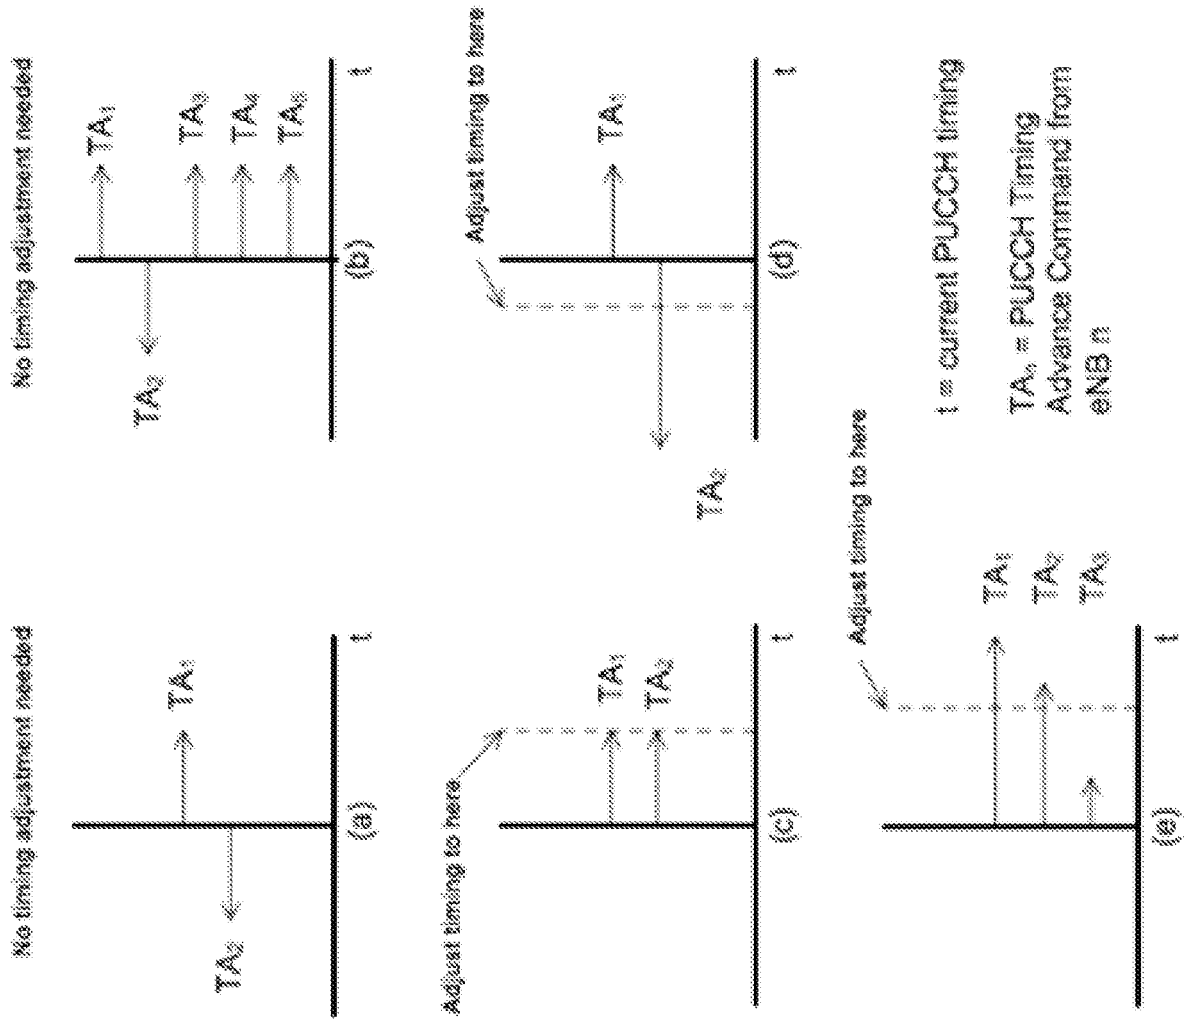 No timing adjustment needed
TA₁
TA₂
(a)
t
No timing adjustment needed
TA₁
TA₂
TA₃
TA₄
TA₅
(b)
t
Adjust timing to here
TA₁
TA₂
(c)
t
Adjust timing to here
TA₁
TA₂
(d)
t
Adjust timing to here
TA₁
TA₂
TA₃
(e)
t
t = current PUCCH timing
TAₙ = PUCCH Timing
Advance Command from
eNB n